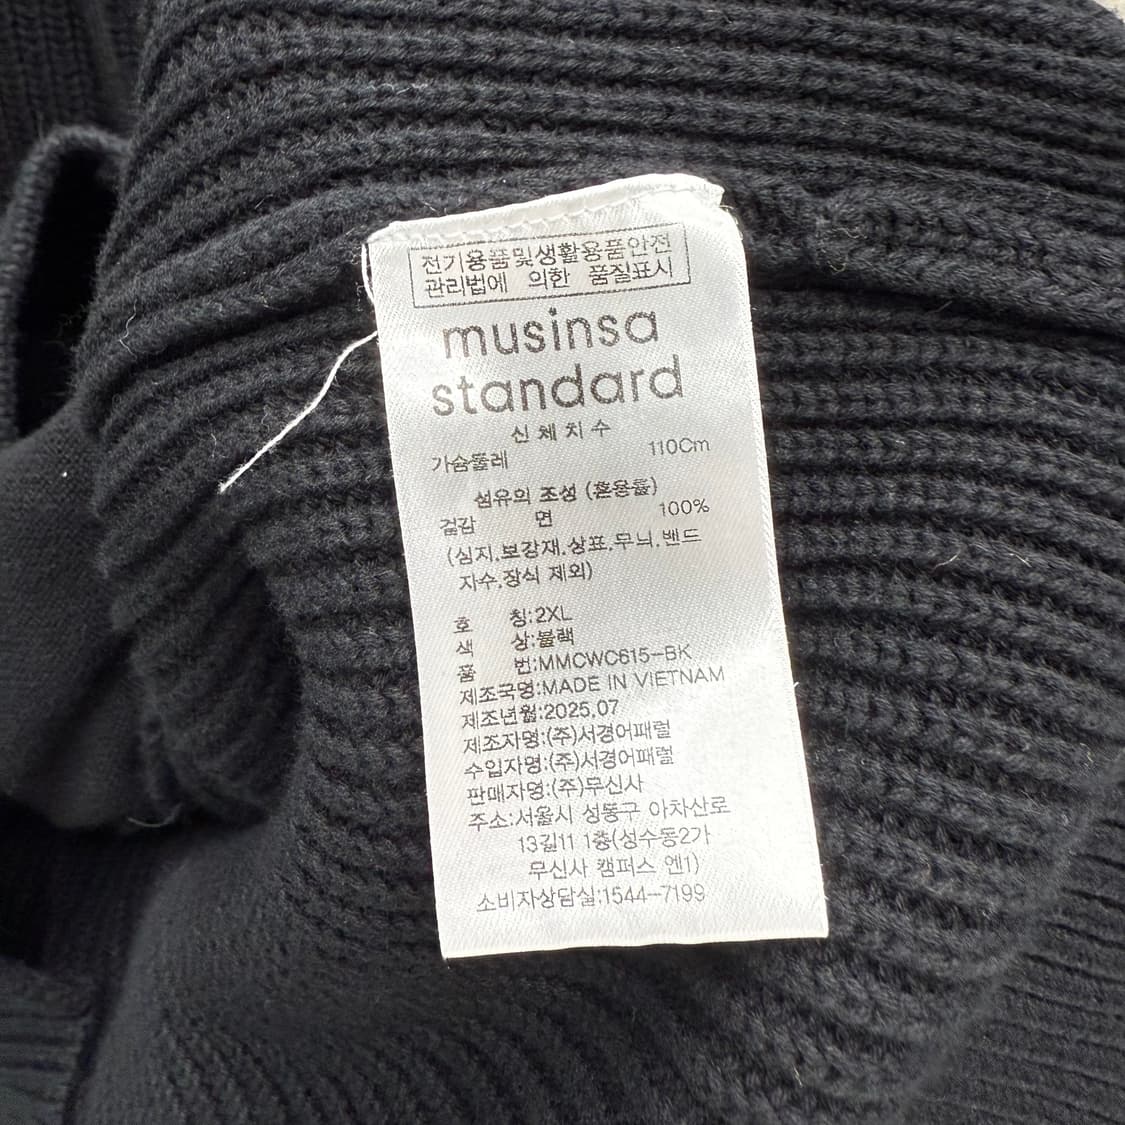 전기용품및생활용품안전
관리법에 의한 품질표시
musinsa
standard
신체치수
가슴둘레 110Cm
섬유의 조성 (혼용률)
겉감 면 100%
(심지,보강재,상표,무늬,밴드
자수,장식 제외)
호 칭:2XL
색 상:블랙
품 번:MMCWC615-BK
제조국명:MADE IN VIETNAM
제조년월:2025.07
제조자명:(주)서경어패럴
수입자명:(주)서경어패럴
판매자명:(주)무신사
주소:서울시 성동구 아차산로
13길11 1층(성수동2가
무신사 캠퍼스 엔1)
소비자상담실:1544-7199